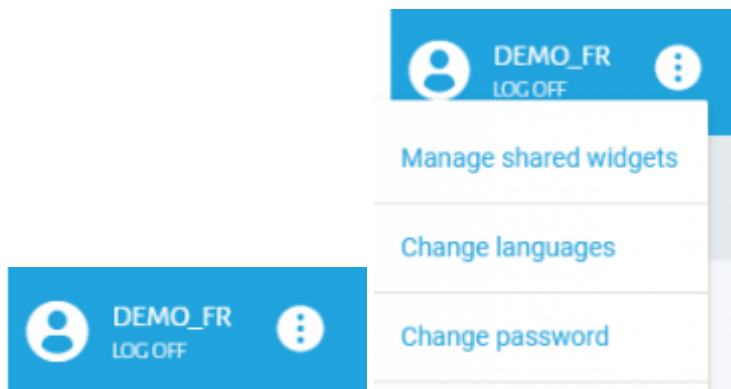 DEMO_FR
LOG OFF
DEMO_FR
LOG OFF
Manage shared widgets
Change languages
Change password